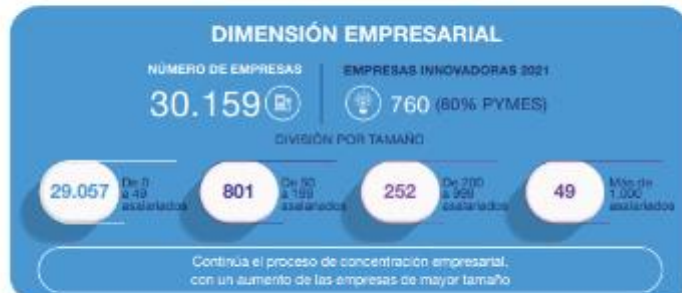 DIMENSIÓN EMPRESARIAL
NÚMERO DE EMPRESAS
30.159
EMPRESAS INNOVADORAS 2021
760 (80% PYMES)
DIVISIÓN POR TAMAÑO
29.057
De 0
a 49
asalariados
801
De 50
a 199
asalariados
252
De 200
a 999
asalariados
49
Más de
1.000
asalariados
Continúa el proceso de concentración empresarial,
con un aumento de las empresas de mayor tamaño